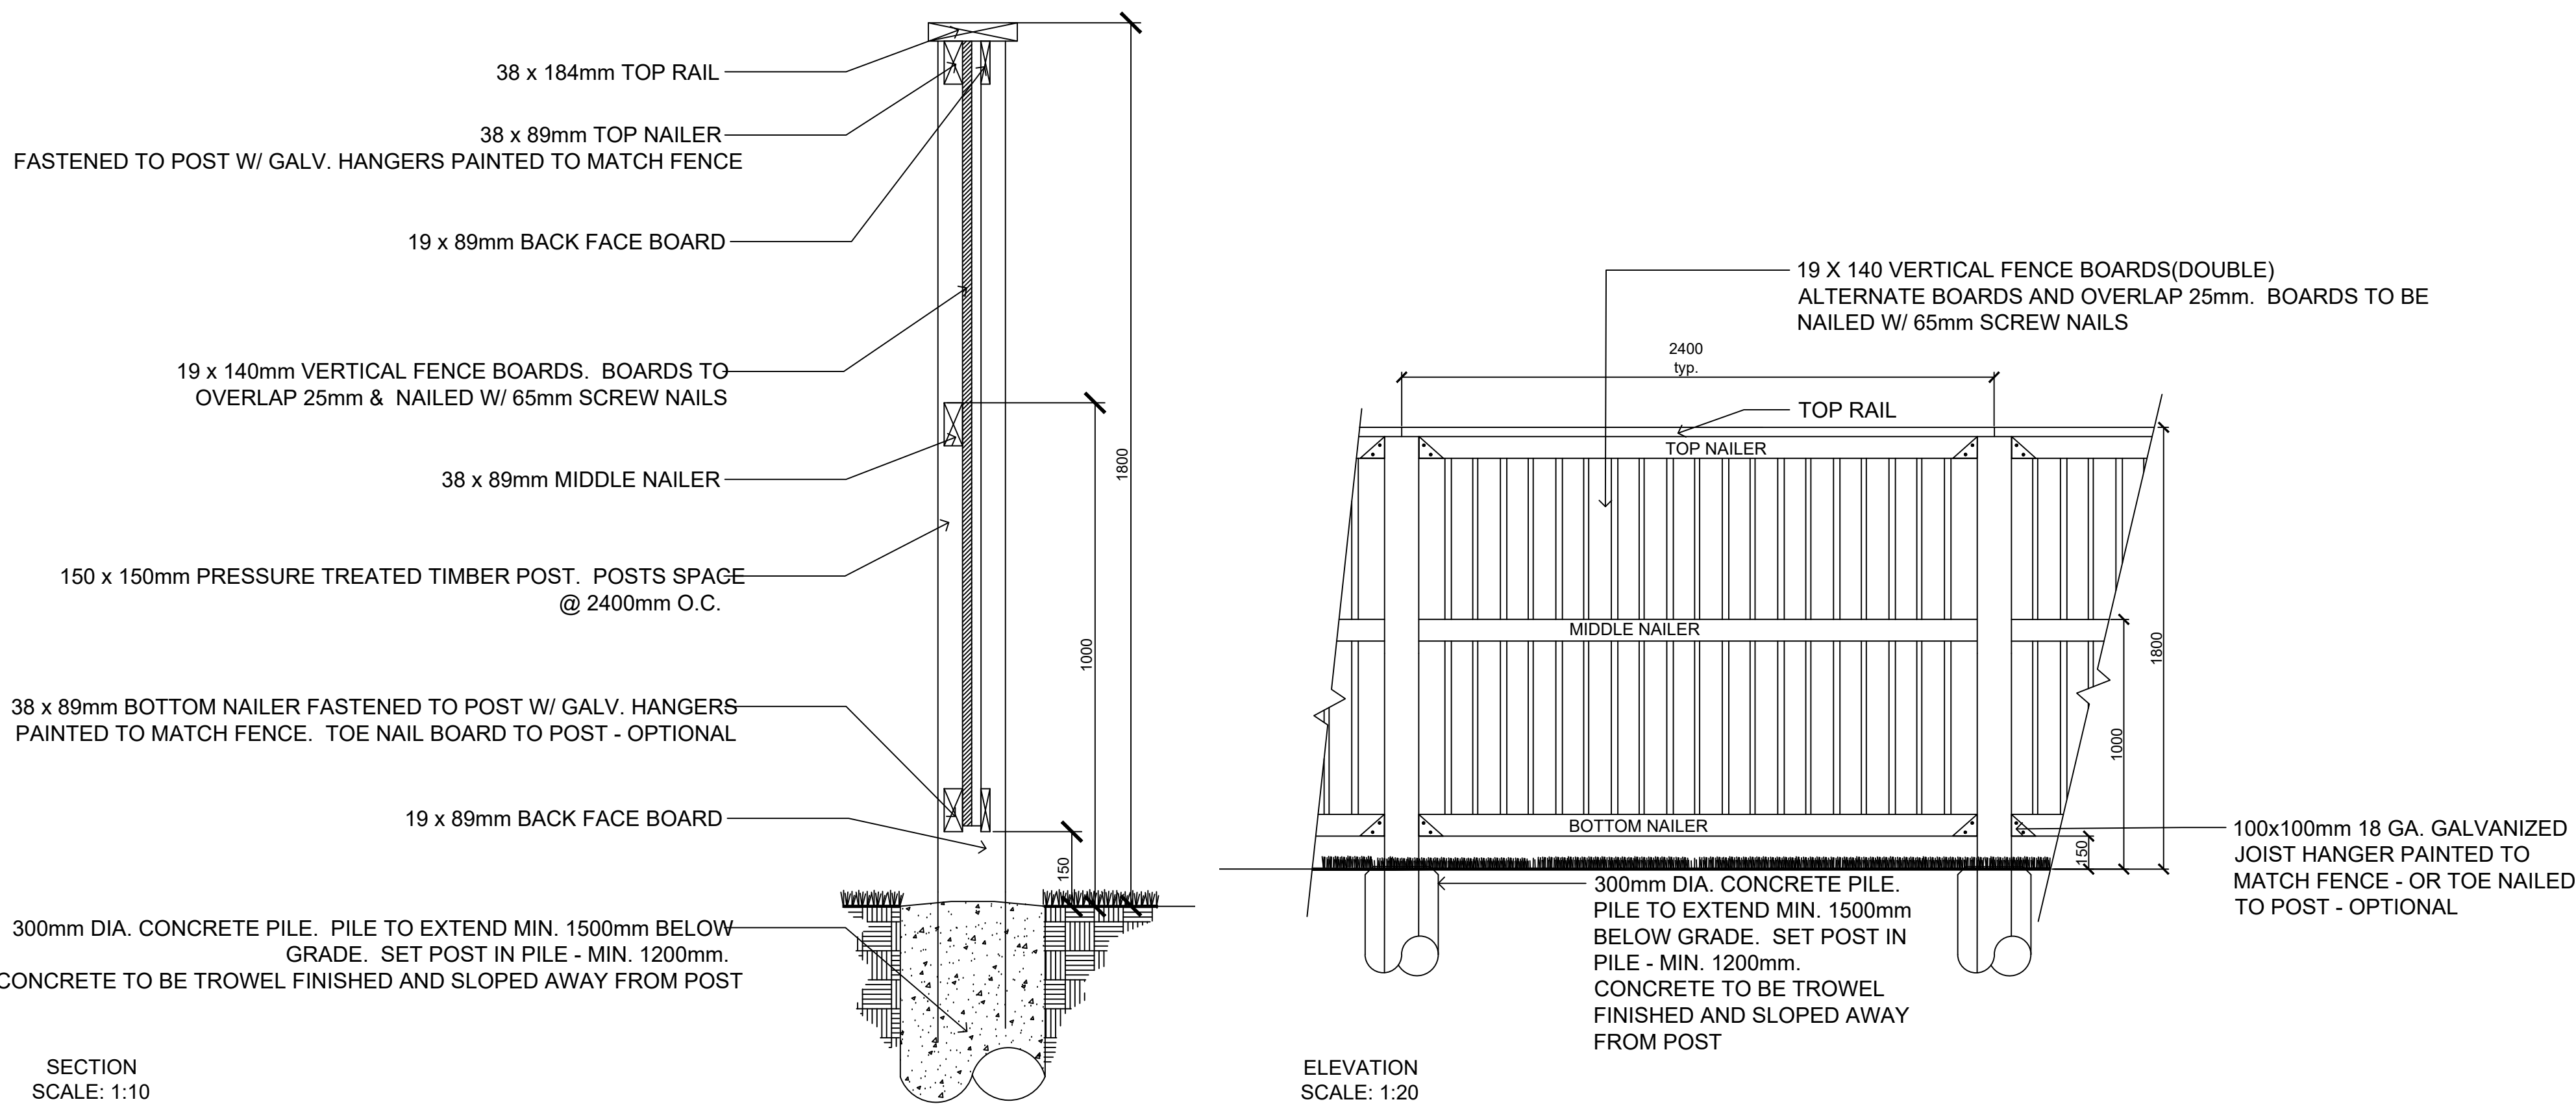 38 x 184mm TOP RAIL
38 x 89mm TOP NAILER
FASTENED TO POST W/ GALV. HANGERS PAINTED TO MATCH FENCE
19 x 89mm BACK FACE BOARD
19 x 140mm VERTICAL FENCE BOARDS. BOARDS TO
OVERLAP 25mm & NAILED W/ 65mm SCREW NAILS
38 x 89mm MIDDLE NAILER
150 x 150mm PRESSURE TREATED TIMBER POST. POSTS SPACE
@ 2400mm O.C.
38 x 89mm BOTTOM NAILER FASTENED TO POST W/ GALV. HANGERS
PAINTED TO MATCH FENCE. TOE NAIL BOARD TO POST - OPTIONAL
19 x 89mm BACK FACE BOARD
300mm DIA. CONCRETE PILE. PILE TO EXTEND MIN. 1500mm BELOW
GRADE. SET POST IN PILE - MIN. 1200mm.
CONCRETE TO BE TROWEL FINISHED AND SLOPED AWAY FROM POST
SECTION
SCALE: 1:10
1800
1000
150
19 X 140 VERTICAL FENCE BOARDS(DOUBLE)
ALTERNATE BOARDS AND OVERLAP 25mm. BOARDS TO BE
NAILED W/ 65mm SCREW NAILS
2400
typ.
TOP RAIL
TOP NAILER
MIDDLE NAILER
BOTTOM NAILER
1800
1000
150
100x100mm 18 GA. GALVANIZED
JOIST HANGER PAINTED TO
MATCH FENCE - OR TOE NAILED
TO POST - OPTIONAL
300mm DIA. CONCRETE PILE.
PILE TO EXTEND MIN. 1500mm
BELOW GRADE. SET POST IN
PILE - MIN. 1200mm.
CONCRETE TO BE TROWEL
FINISHED AND SLOPED AWAY
FROM POST
ELEVATION
SCALE: 1:20